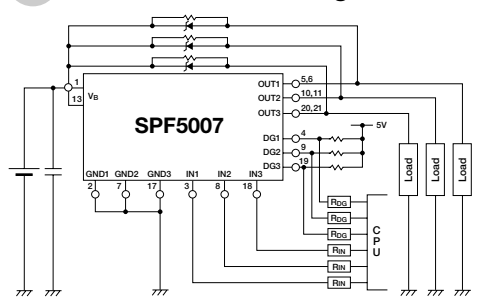 1
VB
13
SPF5007
OUT1 5,6
OUT2 10,11
OUT3 20,21
5V
DG1 4
DG2 9
DG3 19
GND1 GND2 GND3 IN1 IN2 IN3
2 7 17 3 8 18
Load Load Load
RDG
RDG
RDG
RIN
RIN
RIN
CPU